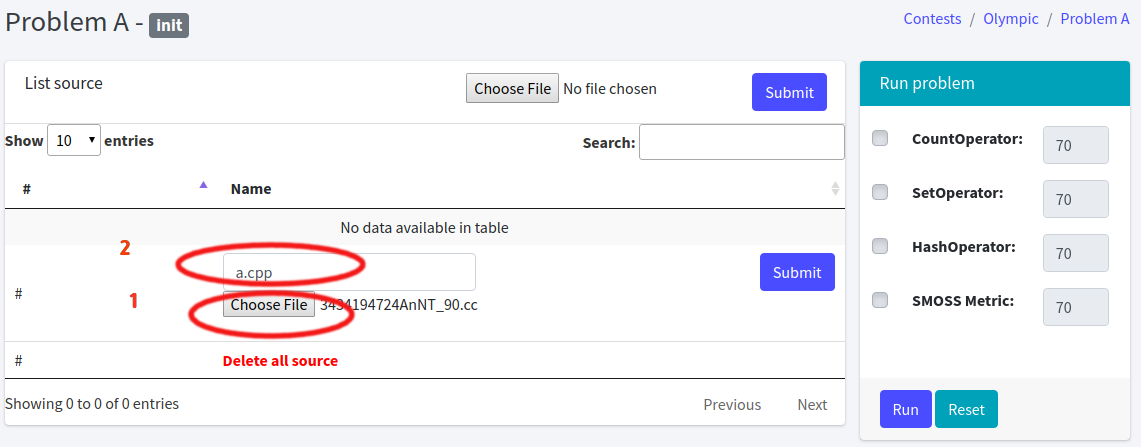 Problem A - init
Contests / Olympic / Problem A
List source
Choose File No file chosen
Submit
Show 10 entries
Search:
# Name
No data available in table
2
a.cpp
Submit
#
1
Choose File 3434194724AnNT_90.cc
# Delete all source
Showing 0 to 0 of 0 entries
Previous Next
Run problem
CountOperator: 70
SetOperator: 70
HashOperator: 70
SMOSS Metric: 70
Run Reset